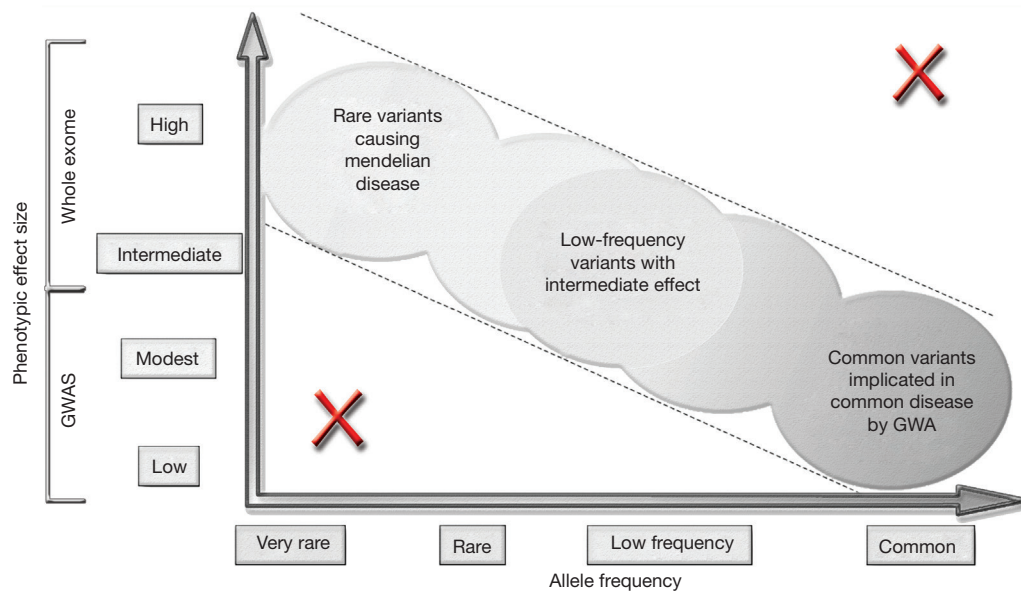 Phenotypic effect size
Whole exome
GWAS
High
Intermediate
Modest
Low
Rare variants
causing
mendelian
disease
Low-frequency
variants with
intermediate effect
Common variants
implicated in
common disease
by GWA
Very rare
Rare
Low frequency
Common
Allele frequency